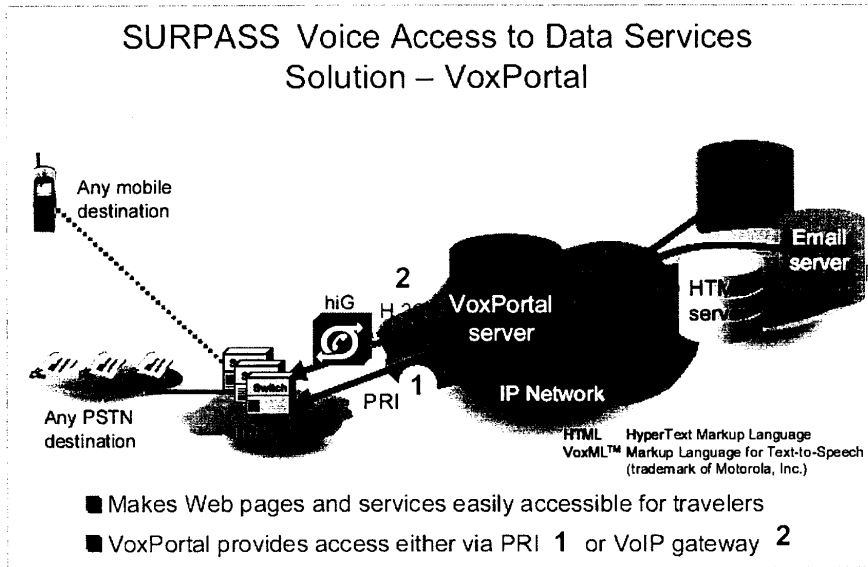 SURPASS Voice Access to Data Services
Solution – VoxPortal
Any mobile
destination
Email
server
2
hiG
VoxPortal
server
Switch
1
PRI
IP Network
Any PSTN
destination
HTML HyperText Markup Language
VoxML™ Markup Language for Text-to-Speech
(trademark of Motorola, Inc.)
■ Makes Web pages and services easily accessible for travelers
■ VoxPortal provides access either via PRI 1 or VoIP gateway 2